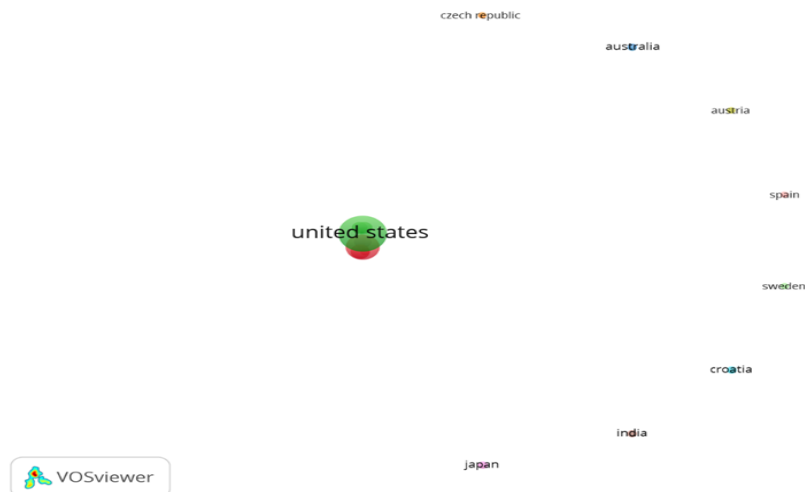 czech republic
australia
austria
spain
united states
sweden
croatia
india
japan
VOSviewer